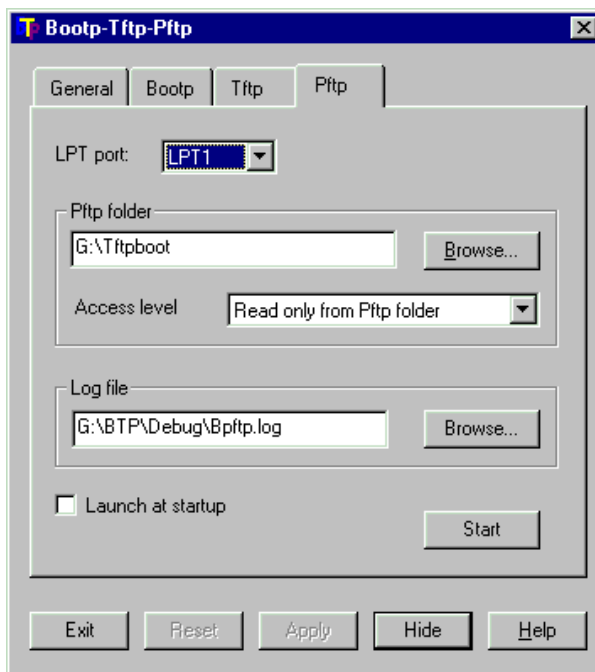 Bootp-Tftp-Pftp
General Bootp Tftp Pftp
LPT port: LPT1
Pftp folder
G:\Tftpboot Browse...
Access level Read only from Pftp folder
Log file
G:\BTP\Debug\Bpftp.log Browse...
Launch at startup
Start
Exit Reset Apply Hide Help